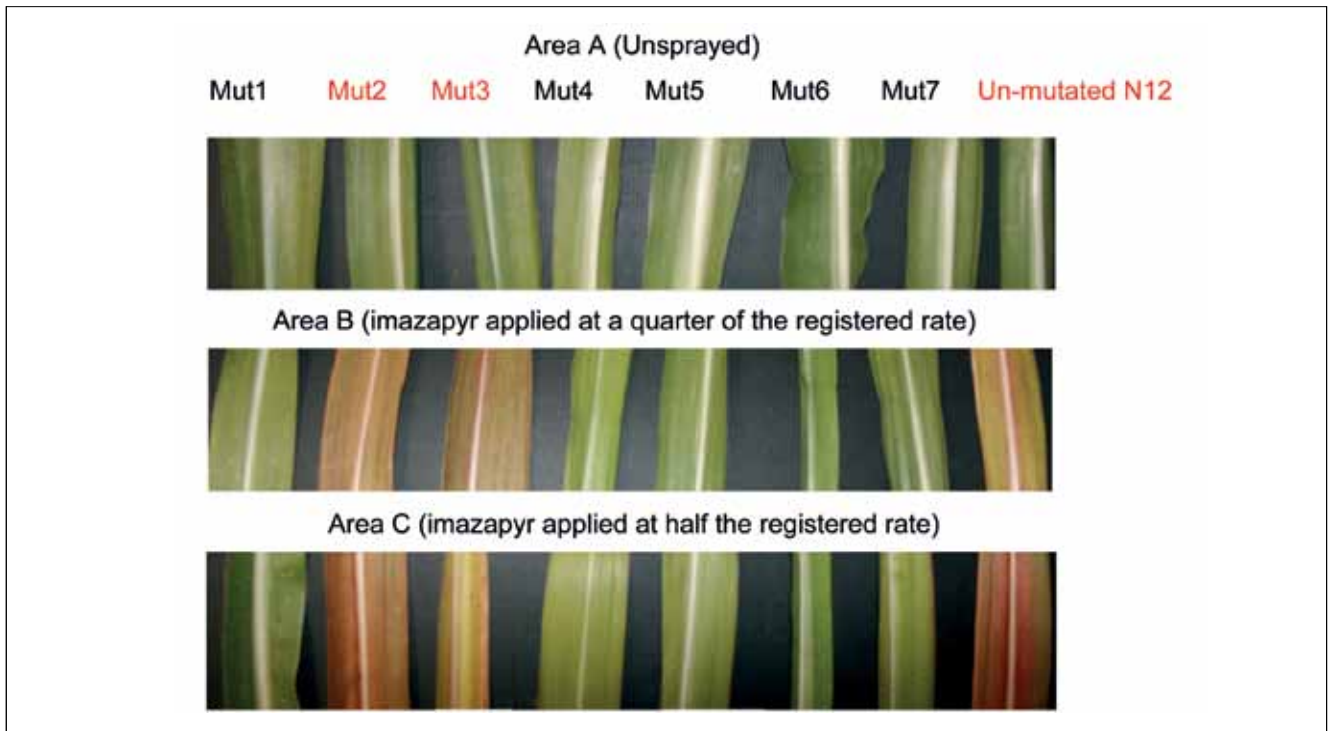 Area A (Unsprayed)
Mut1 Mut2 Mut3 Mut4 Mut5 Mut6 Mut7 Un-mutated N12
Area B (imazapyr applied at a quarter of the registered rate)
Area C (imazapyr applied at half the registered rate)